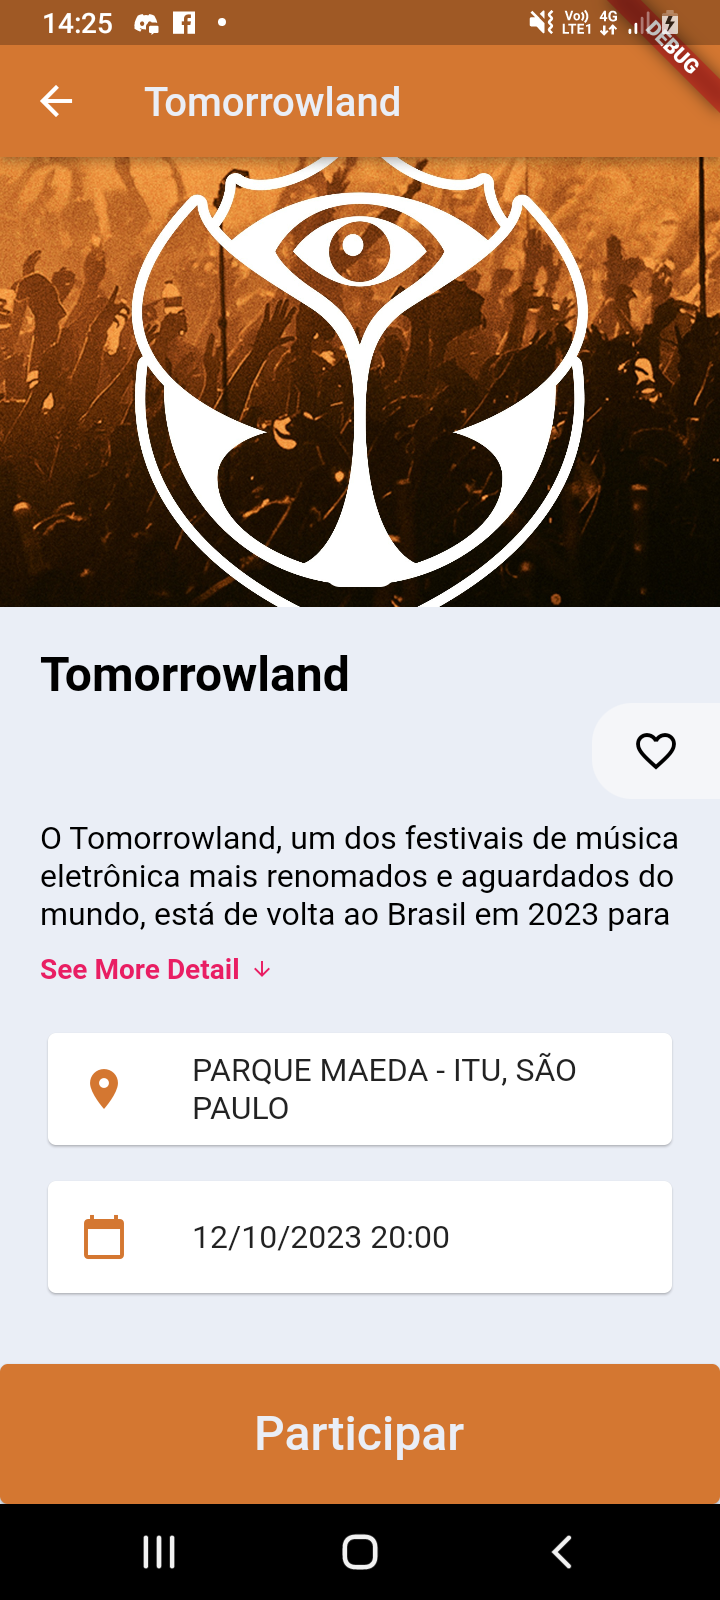 14:25
Vo)) 4G
LTE1
DEBUG
Tomorrowland
Tomorrowland
O Tomorrowland, um dos festivais de música
eletrônica mais renomados e aguardados do
mundo, está de volta ao Brasil em 2023 para
See More Detail ↓
PARQUE MAEDA - ITU, SÃO
PAULO
12/10/2023 20:00
Participar